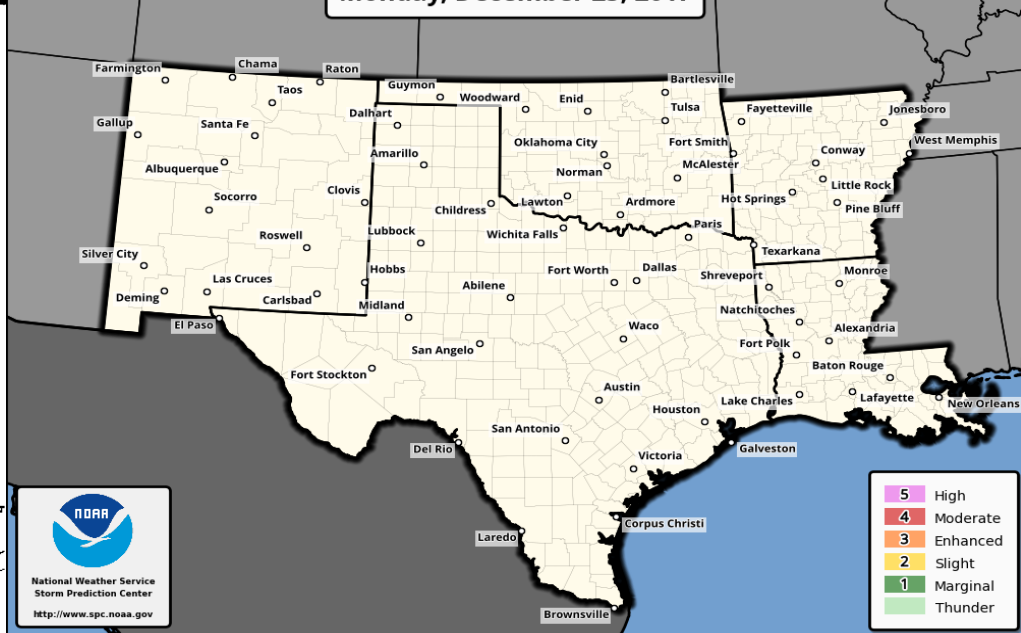 Farmington
Chama
Raton
Guymon
Bartlesville
Taos
Woodward
Enid
Tulsa
Fayetteville
Jonesboro
Gallup
Santa Fe
Dalhart
Oklahoma City
Fort Smith
West Memphis
Albuquerque
Amarillo
Norman
McAlester
Conway
Socorro
Clovis
Childress
Lawton
Ardmore
Hot Springs
Little Rock
Pine Bluff
Roswell
Lubbock
Wichita Falls
Paris
Texarkana
Silver City
Hobbs
Fort Worth
Dallas
Shreveport
Monroe
Deming
Las Cruces
Carlsbad
Midland
Abilene
Natchitoches
El Paso
San Angelo
Waco
Fort Polk
Alexandria
Fort Stockton
Austin
Baton Rouge
Houston
Lake Charles
Lafayette
New Orleans
Del Rio
San Antonio
Victoria
Galveston
Laredo
Corpus Christi
Brownsville
NOAA
National Weather Service
Storm Prediction Center
http://www.spc.noaa.gov
5 High
4 Moderate
3 Enhanced
2 Slight
1 Marginal
Thunder